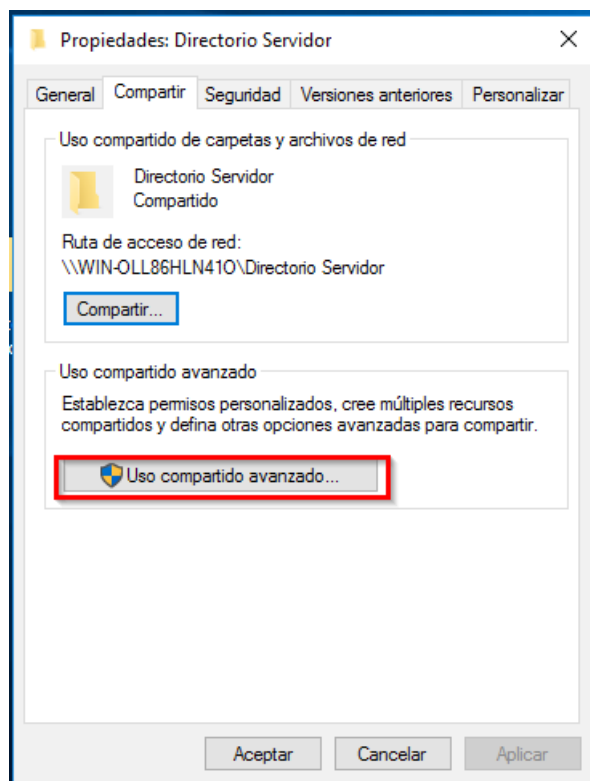 Propiedades: Directorio Servidor
General Compartir Seguridad Versiones anteriores Personalizar
Uso compartido de carpetas y archivos de red
Directorio Servidor
Compartido
Ruta de acceso de red:
\\WIN-OLL86HLN41O\Directorio Servidor
Compartir...
Uso compartido avanzado
Establezca permisos personalizados, cree múltiples recursos
compartidos y defina otras opciones avanzadas para compartir.
Uso compartido avanzado...
Aceptar Cancelar Aplicar